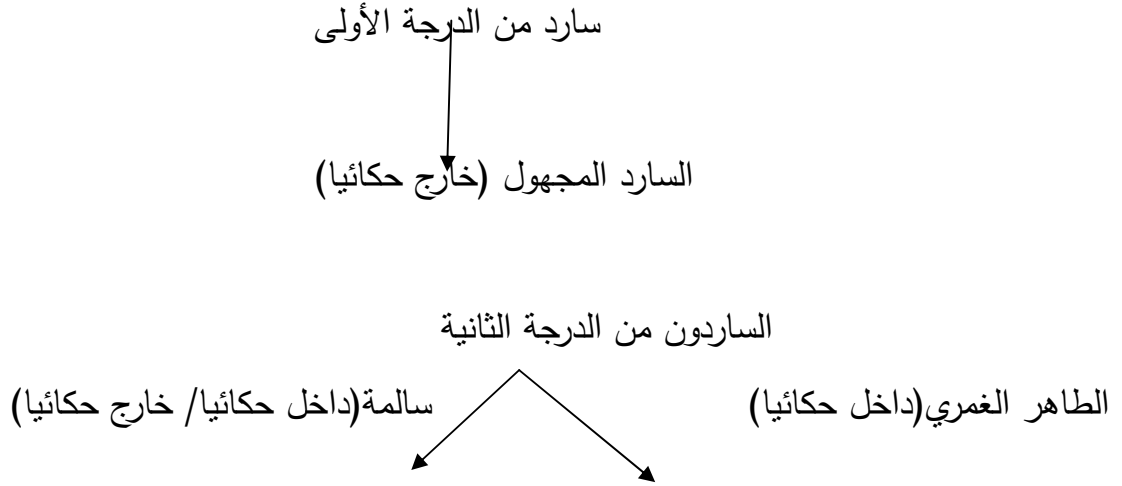 سارد من الدرجة الأولى
السارد المجهول (خارج حكائيا)
الساردون من الدرجة الثانية
الطاهر الغمري(داخل حكائيا) سالمة(داخل حكائيا/ خارج حكائيا)